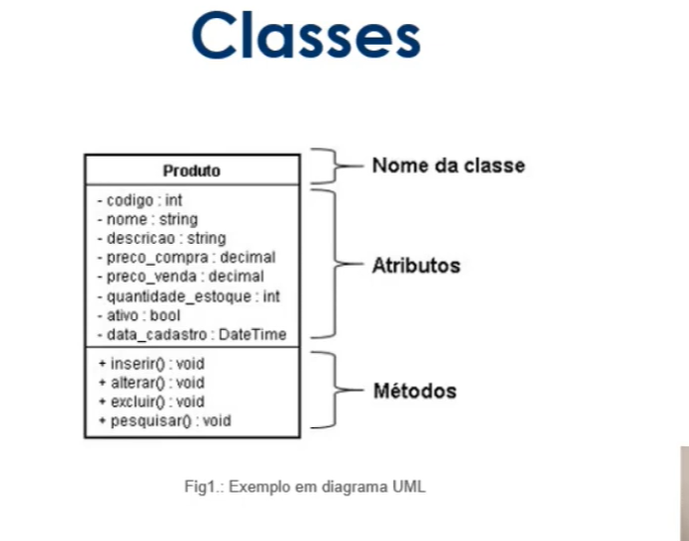 Classes
Produto
Nome da classe
- codigo : int
- nome : string
- descricao : string
- preco_compra : decimal
- preco_venda : decimal
- quantidade_estoque : int
- ativo : bool
- data_cadastro : DateTime
Atributos
+ inserir() : void
+ alterar() : void
+ excluir() : void
+ pesquisar() : void
Métodos
Fig1.: Exemplo em diagrama UML